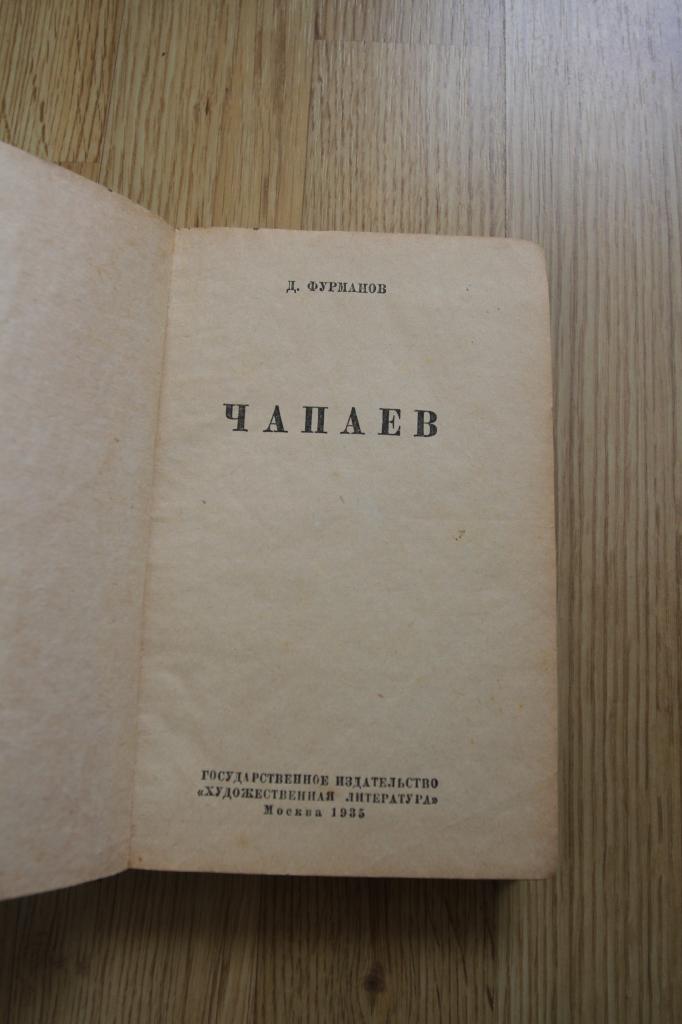 Д. ФУРМАНОВ
ЧАПАЕВ
ГОСУДАРСТВЕННОЕ ИЗДАТЕЛЬСТВО
«ХУДОЖЕСТВЕННАЯ ЛИТЕРАТУРА»
Москва 1935